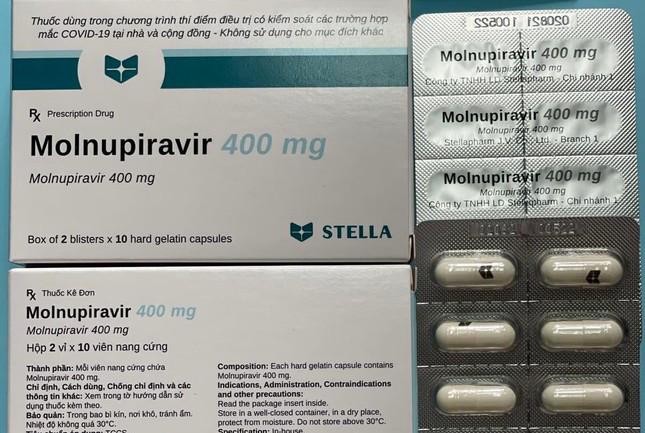 Thuốc dùng trong chương trình thí điểm điều trị có kiểm soát các trường hợp
mắc COVID-19 tại nhà và cộng đồng - Không sử dụng cho mục đích khác
Rx Prescription Drug
Molnupiravir 400 mg
Molnupiravir 400 mg
Box of 2 blisters x 10 hard gelatin capsules
STELLA
Rx Thuốc Kê Đơn
Molnupiravir 400 mg
Molnupiravir 400 mg
Hộp 2 vỉ x 10 viên nang cứng
Thành phần: Mỗi viên nang cứng chứa
Molnupiravir 400 mg.
Chỉ định, Cách dùng, Chống chỉ định và các
thông tin khác: Xem trong tờ hướng dẫn sử
dụng thuốc kèm theo.
Bảo quản: Trong bao bì kín, nơi khô, tránh ẩm.
Nhiệt độ không quá 30°C.
Tiêu chuẩn áp dụng: TCCS
Composition: Each hard gelatin capsule contains
Molnupiravir 400 mg.
Indications, Administration, Contraindications
and other precautions:
Read the package insert inside.
Store in a well-closed container, in a dry place,
protect from moisture. Do not store above 30°C.
Specification: In-house
020821 100522
Molnupiravir 400 mg
Molnupiravir 400 mg
Công ty TNHH LD Stellapharm - Chi nhánh 1
Molnupiravir 400 mg
Molnupiravir 400 mg
Stellapharm J.V. Co., Ltd. - Branch 1
Molnupiravir 400 mg
Molnupiravir 400 mg
Công ty TNHH LD Stellapharm - Chi nhánh 1